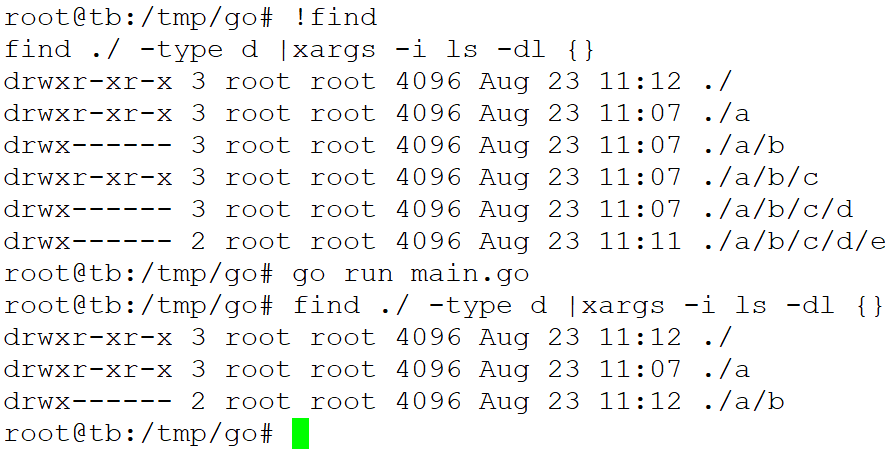 root@tb:/tmp/go# !find
find ./ -type d |xargs -i ls -dl {}
drwxr-xr-x 3 root root 4096 Aug 23 11:12 ./
drwxr-xr-x 3 root root 4096 Aug 23 11:07 ./a
drwx------ 3 root root 4096 Aug 23 11:07 ./a/b
drwxr-xr-x 3 root root 4096 Aug 23 11:07 ./a/b/c
drwx------ 3 root root 4096 Aug 23 11:07 ./a/b/c/d
drwx------ 2 root root 4096 Aug 23 11:11 ./a/b/c/d/e
root@tb:/tmp/go# go run main.go
root@tb:/tmp/go# find ./ -type d |xargs -i ls -dl {}
drwxr-xr-x 3 root root 4096 Aug 23 11:12 ./
drwxr-xr-x 3 root root 4096 Aug 23 11:07 ./a
drwx------ 2 root root 4096 Aug 23 11:12 ./a/b
root@tb:/tmp/go#